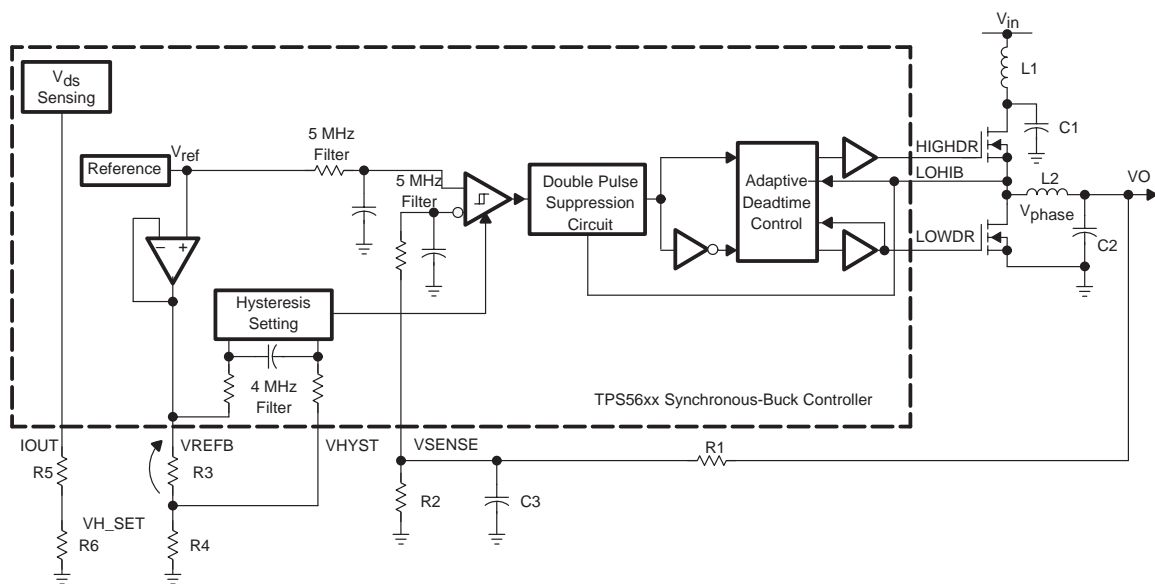 Vin
L1
Vds
Sensing
C1
5 MHz
Filter
HIGHDR
Vref
Reference
5 MHz
Filter
Double Pulse
Suppression
Circuit
Adaptive
Deadtime
Control
LOHIB
L2
VO
Vphase
LOWDR
C2
− +
Hysteresis
Setting
4 MHz
Filter
TPS56xx Synchronous-Buck Controller
IOUT
VREFB
VHYST
VSENSE
R1
R5
R3
R2
C3
VH_SET
R6
R4